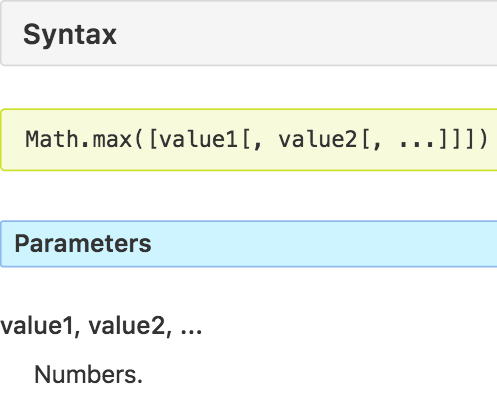 Syntax
Math.max([value1[, value2[, ...]]])
Parameters
value1, value2, ...
Numbers.